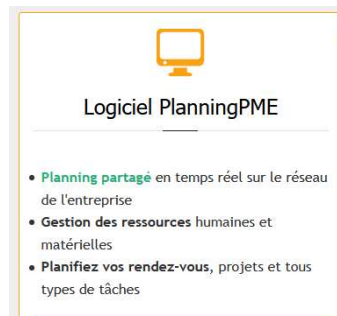 Logiciel PlanningPME
• Planning partagé en temps réel sur le réseau
de l'entreprise
• Gestion des ressources humaines et
matérielles
• Planifiez vos rendez-vous, projets et tous
types de tâches